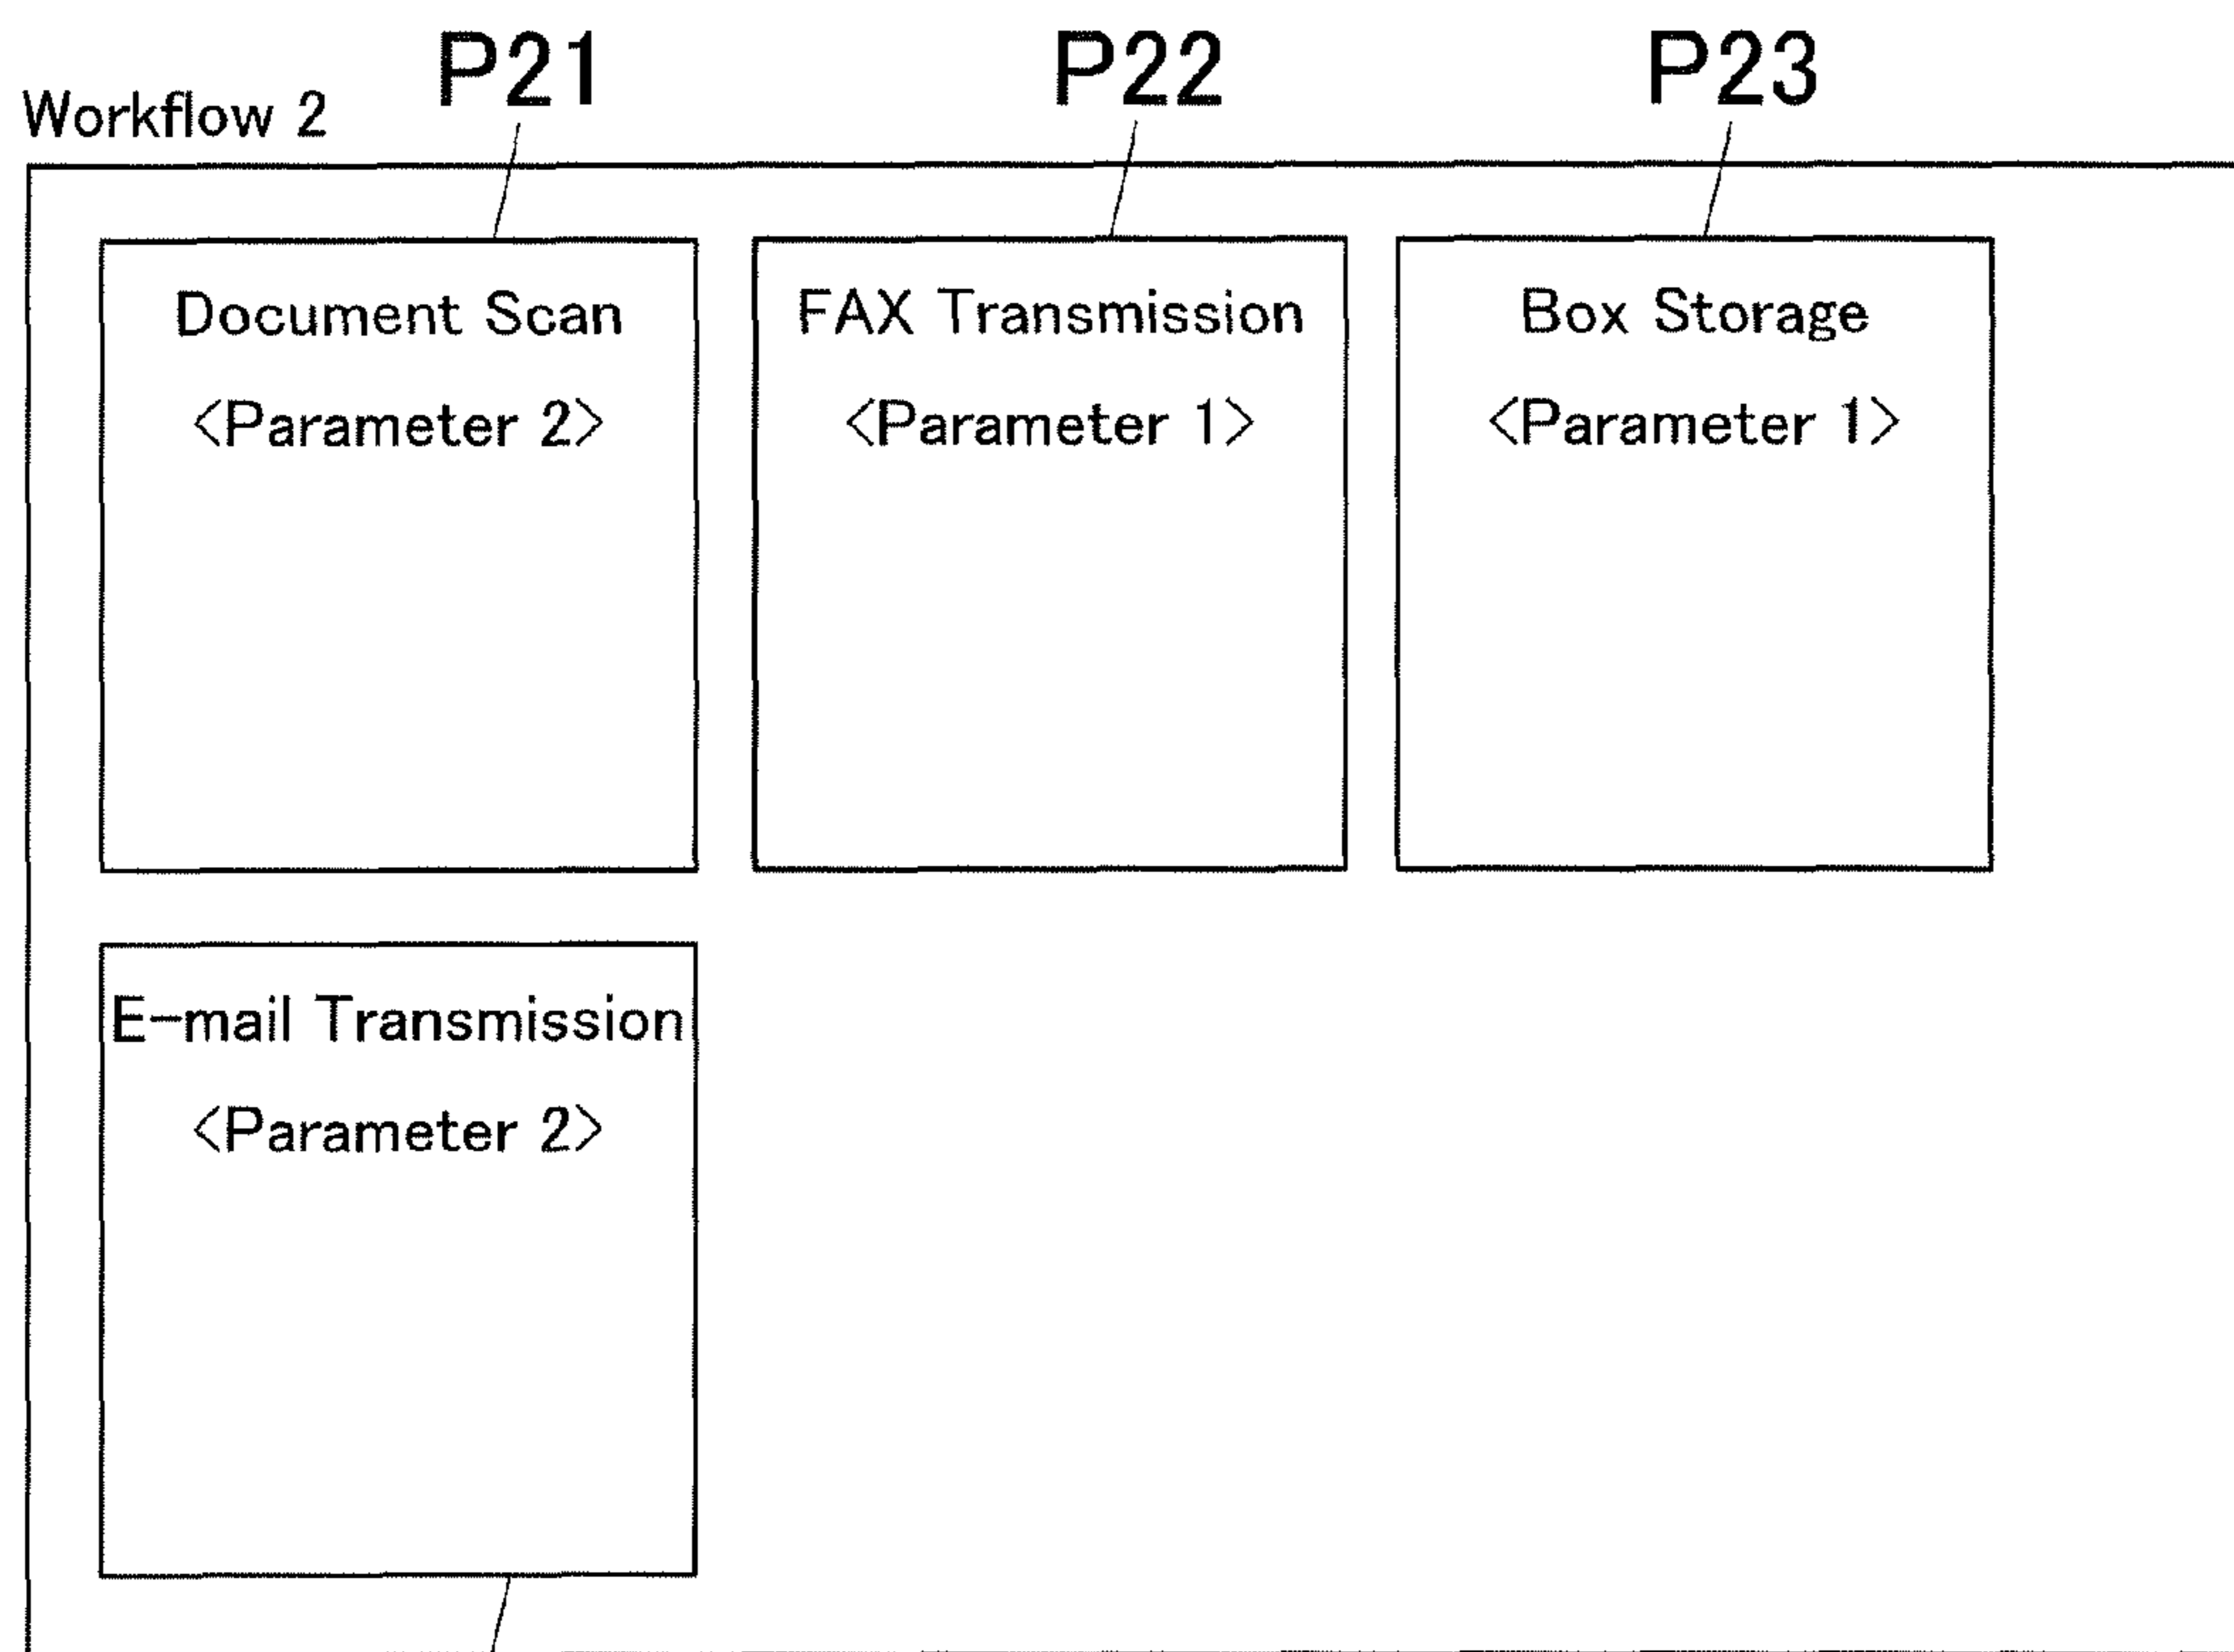 P21 P22 P23
Workflow 2
Document Scan
<Parameter 2>
FAX Transmission
<Parameter 1>
Box Storage
<Parameter 1>
E-mail Transmission
<Parameter 2>